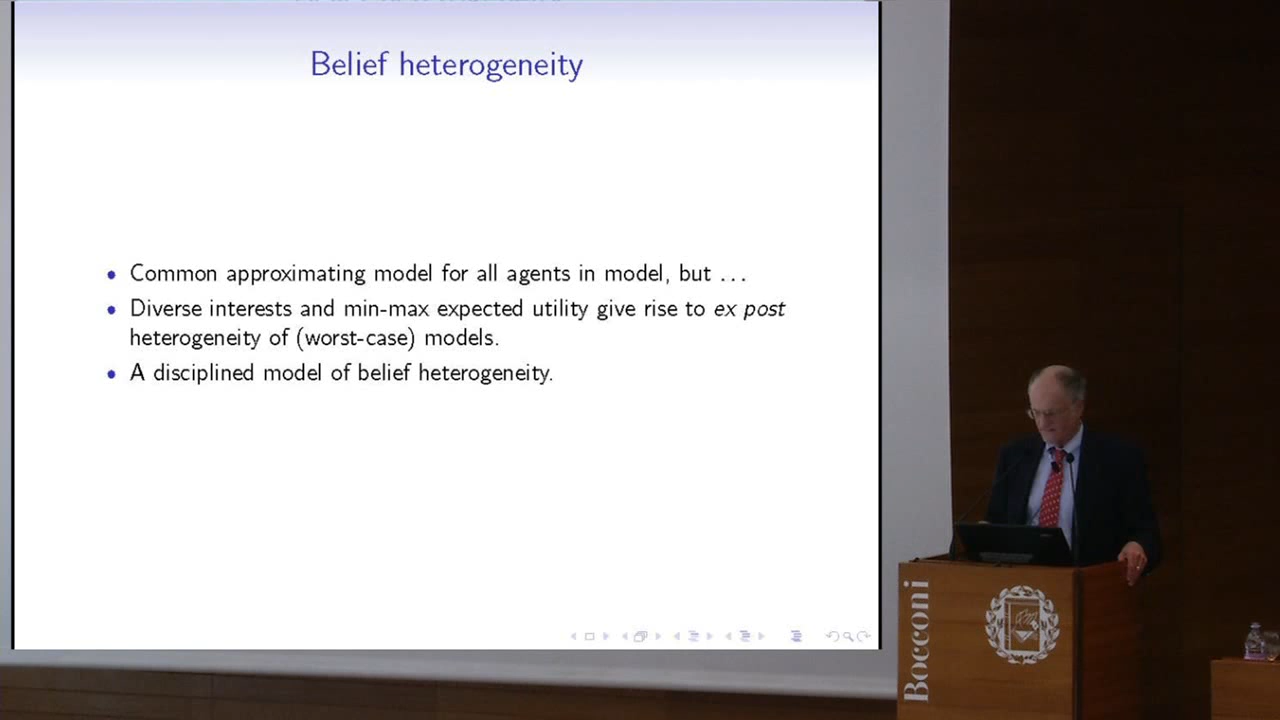 Belief heterogeneity
• Common approximating model for all agents in model, but ...
• Diverse interests and min-max expected utility give rise to ex post
heterogeneity of (worst-case) models.
• A disciplined model of belief heterogeneity.
Bocconi